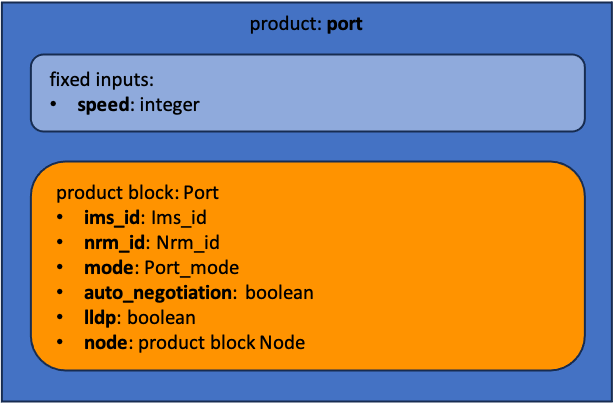 product: port
fixed inputs:
• speed: integer
product block: Port
• ims_id: Ims_id
• nrm_id: Nrm_id
• mode: Port_mode
• auto_negotiation: boolean
• lldp: boolean
• node: product block Node